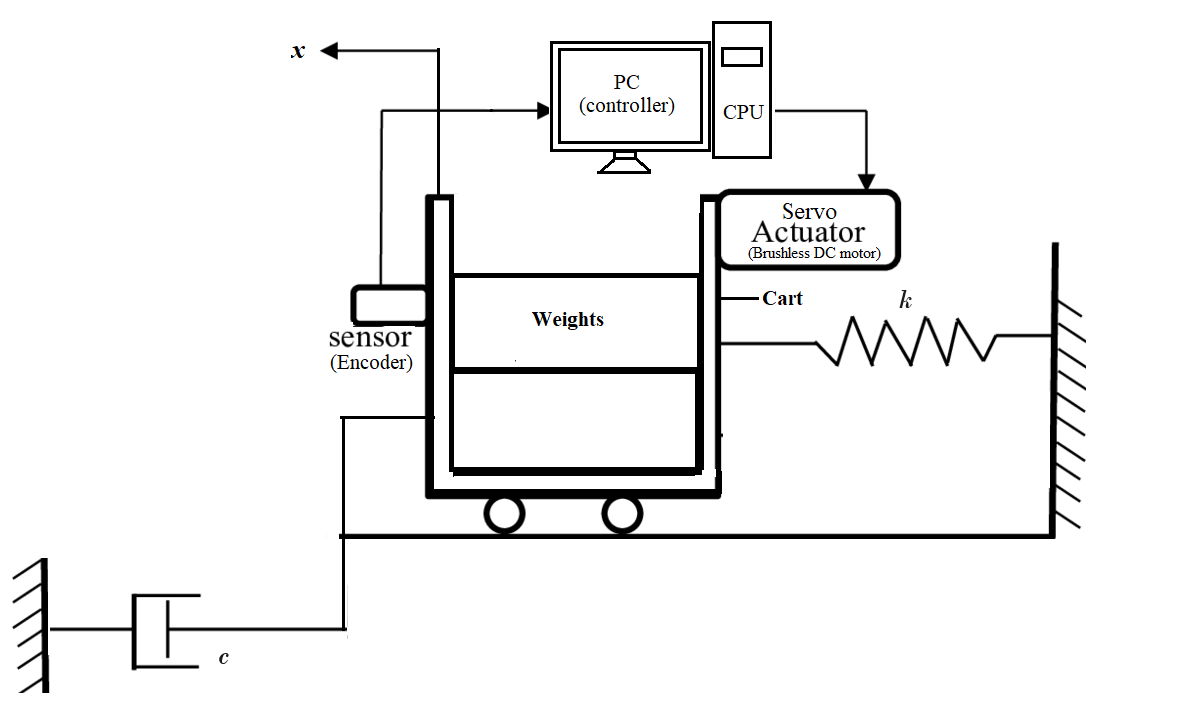 x
PC
(controller)
CPU
Servo
Actuator
(Brushless DC motor)
Cart
k
Weights
sensor
(Encoder)
c